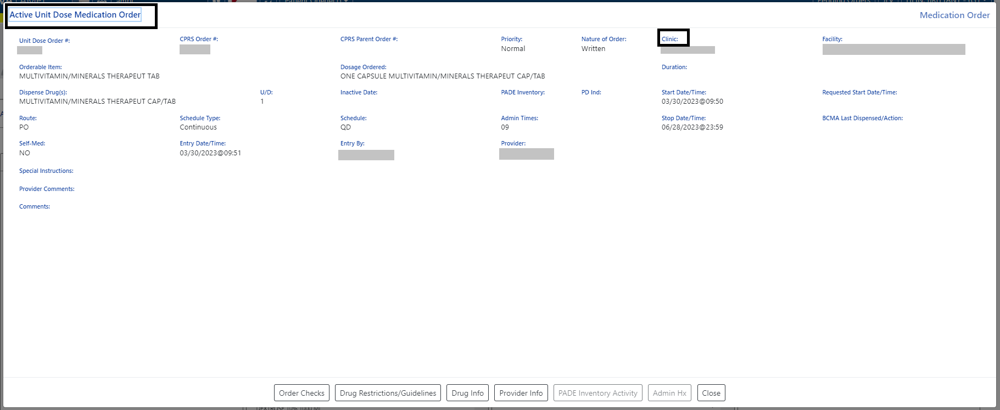 Active Unit Dose Medication Order
Medication Order
Unit Dose Order #:
CPRS Order #:
CPRS Parent Order #:
Priority:
Normal
Nature of Order:
Written
Clinic:
Facility:
Orderable Item:
MULTIVITAMIN/MINERALS THERAPEUT TAB
Dosage Ordered:
ONE CAPSULE MULTIVITAMIN/MINERALS THERAPEUT CAP/TAB
Duration:
Dispense Drug(s):
MULTIVITAMIN/MINERALS THERAPEUT CAP/TAB
U/D:
1
Inactive Date:
PADE Inventory:
PD Ind:
Start Date/Time:
03/30/2023@09:50
Requested Start Date/Time:
Route:
PO
Schedule Type:
Continuous
Schedule:
QD
Admin Times:
09
Stop Date/Time:
06/28/2023@23:59
BCMA Last Dispensed/Action:
Self-Med:
NO
Entry Date/Time:
03/30/2023@09:51
Entry By:
Provider:
Special Instructions:
Provider Comments:
Comments:
Order Checks
Drug Restrictions/Guidelines
Drug Info
Provider Info
PADE Inventory Activity
Admin Hx
Close